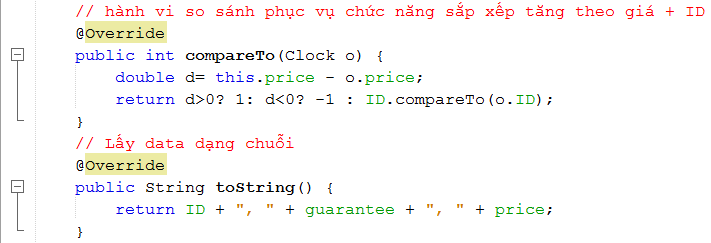 // hành vi so sánh phục vụ chức năng sắp xếp tăng theo giá + ID
@Override
public int compareTo(Clock o) {
double d= this.price - o.price;
return d>0? 1: d<0? -1 : ID.compareTo(o.ID);
}
// Lấy data dạng chuỗi
@Override
public String toString() {
return ID + ", " + guarantee + ", " + price;
}